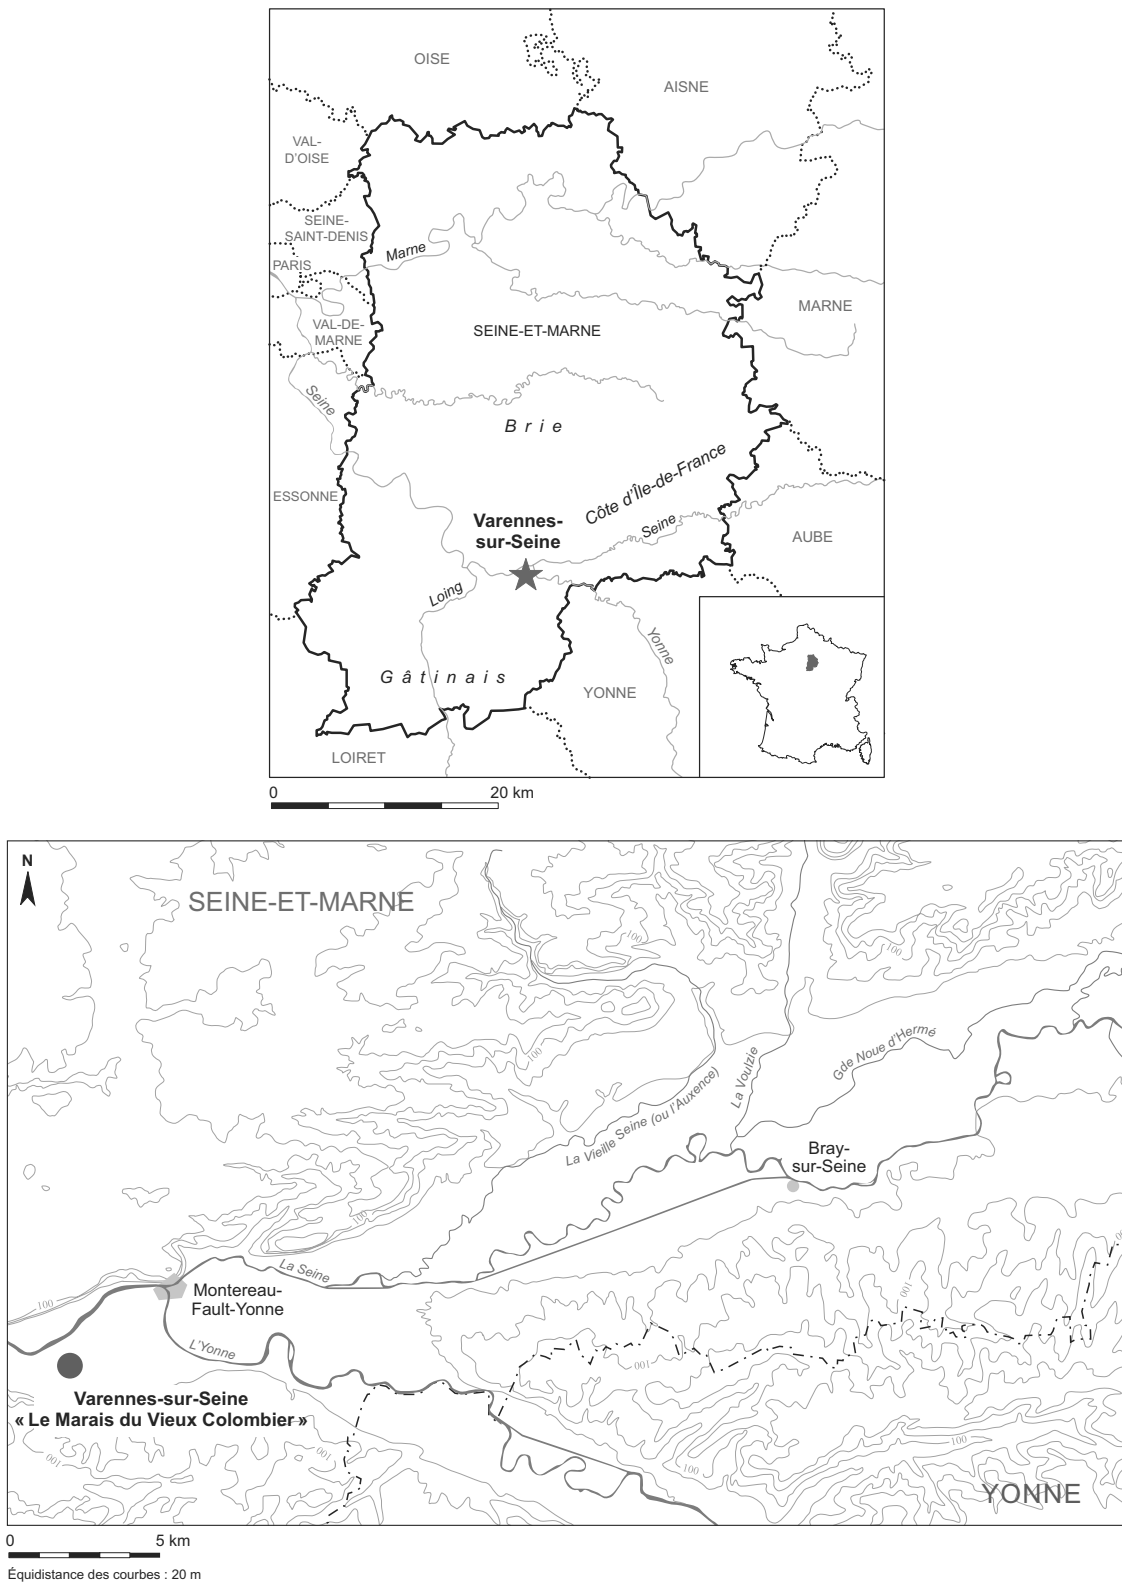 OISE
AISNE
VAL-
D'OISE
SEINE-
SAINT-DENIS
Marne
PARIS
MARNE
VAL-DE-
MARNE
SEINE-ET-MARNE
Seine
Brie
Côte d'Île-de-France
ESSONNE
Varennes-
sur-Seine
Seine
AUBE
Loing
Yonne
Gâtinais
YONNE
LOIRET
0 20 km
N
SEINE-ET-MARNE
100
100
100
Gde Noue d'Hermé
La Voulzie
La Vieille Seine (ou l'Auxence)
Bray-
sur-Seine
100
La Seine
100
Montereau-
Fault-Yonne
L'Yonne
100
100
Varennes-sur-Seine
« Le Marais du Vieux Colombier »
100
100
100
YONNE
0 5 km
Équidistance des courbes : 20 m